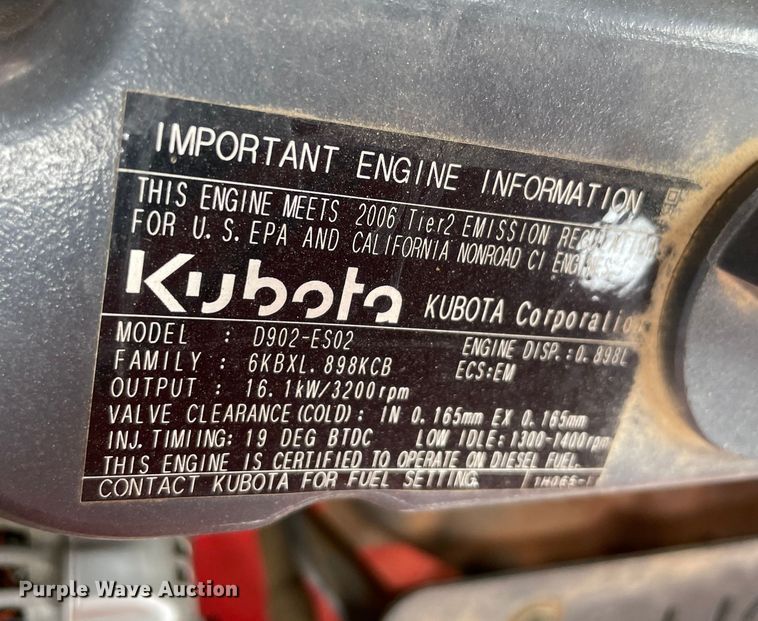 IMPORTANT ENGINE INFORMATION
THIS ENGINE MEETS 2006 Tier2 EMISSION REGULATION
FOR U.S.EPA AND CALIFORNIA NONROAD CI ENGINES.
Kubota KUBOTA Corporation
MODEL : D902-ES02 ENGINE DISP.:0.898L
FAMILY : 6KBXL.898KCB ECS:EM
OUTPUT : 16.1kW/3200rpm
VALVE CLEARANCE(COLD): IN 0.165mm EX 0.165mm
INJ.TIMIING: 19 DEG BTDC LOW IDLE:1300-1400rpm
THIS ENGINE IS CERTIFIED TO OPERATE ON DIESEL FUEL.
CONTACT KUBOTA FOR FUEL SETTING.
Purple Wave Auction